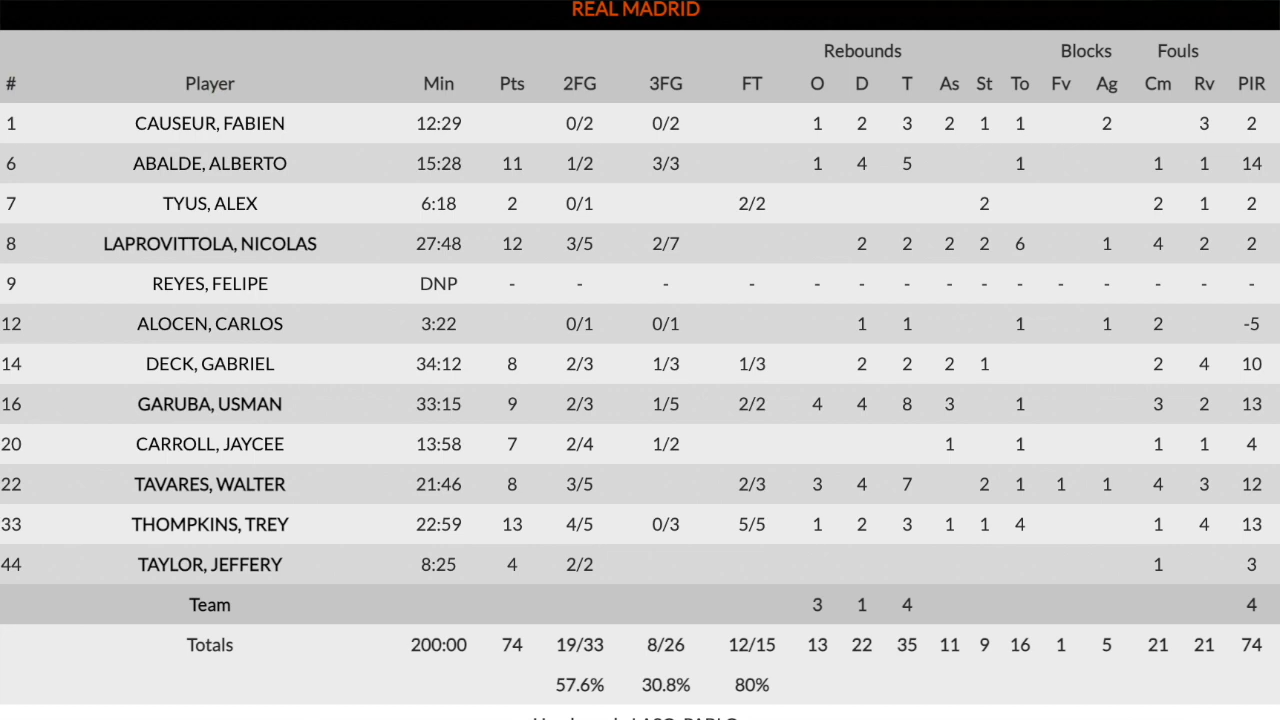 REAL MADRID
Rebounds Blocks Fouls
# Player Min Pts 2FG 3FG FT O D T As St To Fv Ag Cm Rv PIR
1 CAUSEUR, FABIEN 12:29 0/2 0/2 1 2 3 2 1 1 2 3 2
6 ABALDE, ALBERTO 15:28 11 1/2 3/3 1 4 5 1 1 1 14
7 TYUS, ALEX 6:18 2 0/1 2/2 2 2 1 2
8 LAPROVITTOLA, NICOLAS 27:48 12 3/5 2/7 2 2 2 2 6 1 4 2 2
9 REYES, FELIPE DNP - - - - - - - - - - - - - - -
12 ALOCEN, CARLOS 3:22 0/1 0/1 1 1 1 1 2 -5
14 DECK, GABRIEL 34:12 8 2/3 1/3 1/3 2 2 2 1 2 4 10
16 GARUBA, USMAN 33:15 9 2/3 1/5 2/2 4 4 8 3 1 3 2 13
20 CARROLL, JAYCEE 13:58 7 2/4 1/2 1 1 1 1 4
22 TAVARES, WALTER 21:46 8 3/5 2/3 3 4 7 2 1 1 1 4 3 12
33 THOMPKINS, TREY 22:59 13 4/5 0/3 5/5 1 2 3 1 1 4 1 4 13
44 TAYLOR, JEFFERY 8:25 4 2/2 1 3
Team 3 1 4 4
Totals 200:00 74 19/33 8/26 12/15 13 22 35 11 9 16 1 5 21 21 74
57.6% 30.8% 80%